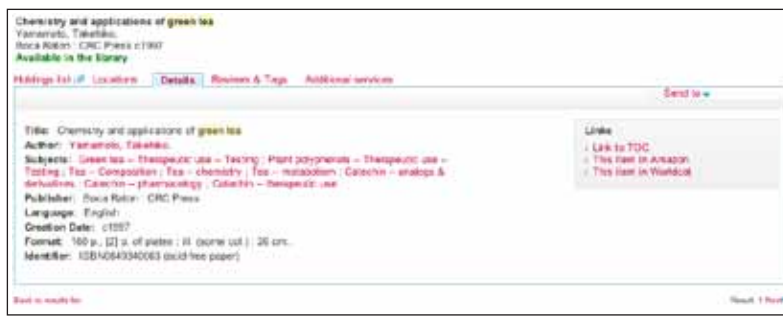 Chemistry and applications of green tea
Yamamoto, Takehiko.
Boca Raton : CRC Press c1997
Available in the library
Holdings list Locations Details Reviews & Tags Additional services
Send to
Title: Chemistry and applications of green tea
Author: Yamamoto, Takehiko.
Subjects: Green tea -- Therapeutic use -- Testing ; Plant polyphenols -- Therapeutic use --
Testing ; Tea -- Composition ; Tea -- chemistry ; Tea -- metabolism ; Catechin -- analogs &
derivatives ; Catechin -- pharmacology ; Catechin -- therapeutic use
Publisher: Boca Raton : CRC Press
Language: English
Creation Date: c1997
Format: 160 p., [2] p. of plates : ill. (some col.) ; 26 cm..
Identifier: ISBN0849340063 (acid-free paper)
Links
› Link to TOC
› This item in Amazon
› This item in Worldcat
Back to results list
Result 1 Next